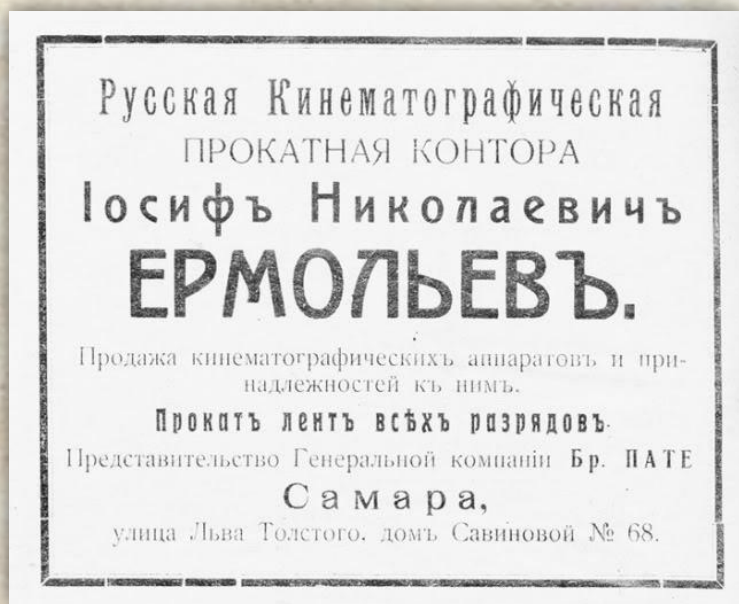 Русская Кинематографическая
ПРОКАТНАЯ КОНТОРА
Іосифъ Николаевичъ
ЕРМОЛЬЕВЪ.
Продажа кинематографическихъ аппаратовъ и при-
надлежностей къ нимъ.
Прокатъ лентъ всѣхъ разрядовъ.
Представительство Генеральной компаніи Бр. ПАТЕ
Самара,
улица Льва Толстого, домъ Савиновой № 68.